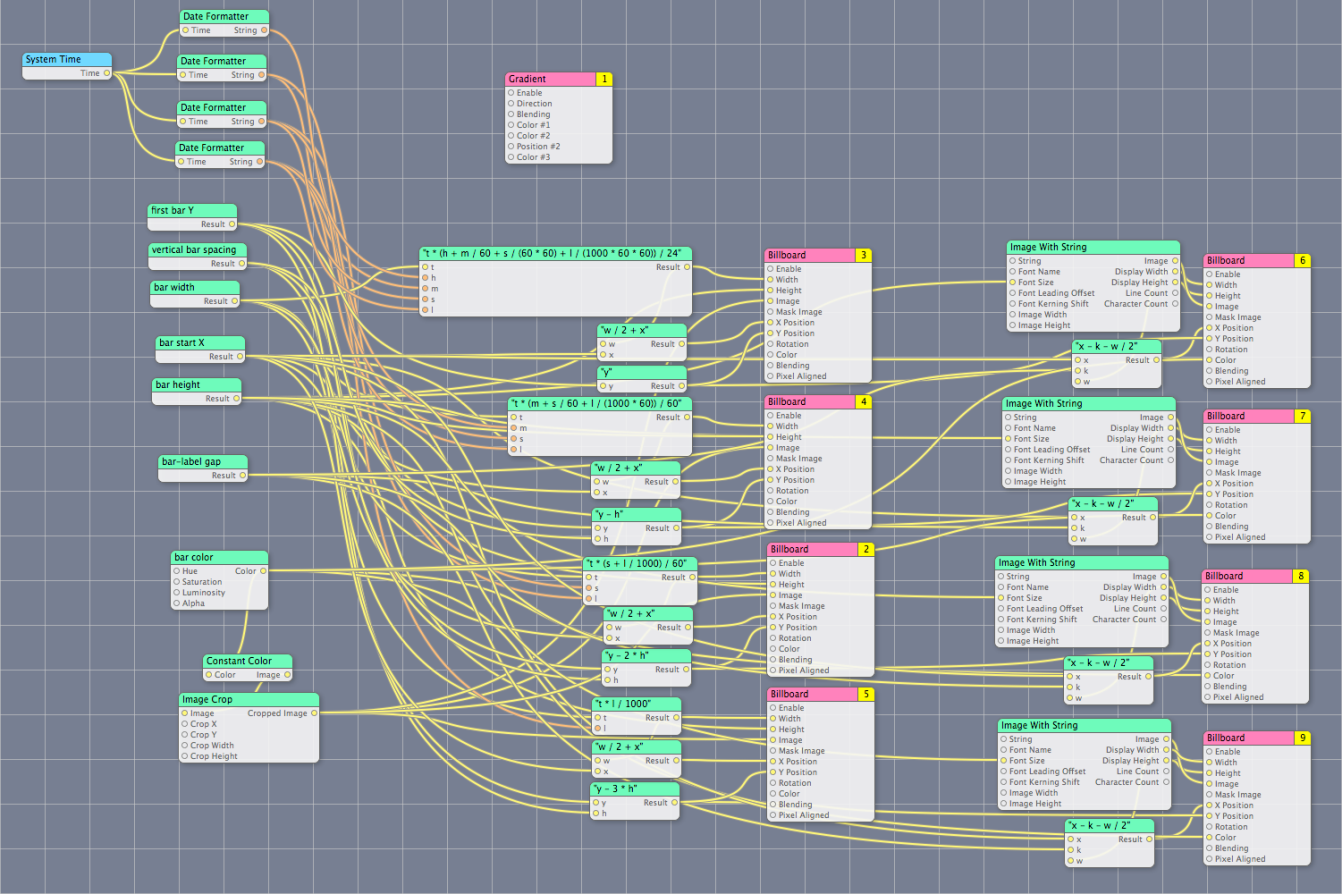 Date Formatter
Time String
System Time
Time
Date Formatter
Time String
Date Formatter
Time String
Date Formatter
Time String
Gradient 1
Enable
Direction
Blending
Color #1
Color #2
Position #2
Color #3
first bar Y
Result
vertical bar spacing
Result
bar width
Result
bar start X
Result
bar height
Result
bar-label gap
Result
bar color
Hue Color
Saturation
Luminosity
Alpha
Constant Color
Color Image
Image Crop
Image Cropped Image
Crop X
Crop Y
Crop Width
Crop Height
"t * (h + m / 60 + s / (60 * 60) + l / (1000 * 60 * 60)) / 24"
t Result
h
m
s
l
"w / 2 + x"
w Result
x
"y"
y Result
"t * (m + s / 60 + l / (1000 * 60)) / 60"
t Result
m
s
l
"w / 2 + x"
w Result
x
"y - h"
y Result
h
"t * (s + l / 1000) / 60"
t Result
s
l
"w / 2 + x"
w Result
x
"y - 2 * h"
y Result
h
"t * l / 1000"
t Result
l
"w / 2 + x"
w Result
x
"y - 3 * h"
y Result
h
Billboard 3
Enable
Width
Height
Image
Mask Image
X Position
Y Position
Rotation
Color
Blending
Pixel Aligned
Billboard 4
Enable
Width
Height
Image
Mask Image
X Position
Y Position
Rotation
Color
Blending
Pixel Aligned
Billboard 2
Enable
Width
Height
Image
Mask Image
X Position
Y Position
Rotation
Color
Blending
Pixel Aligned
Billboard 5
Enable
Width
Height
Image
Mask Image
X Position
Y Position
Rotation
Color
Blending
Pixel Aligned
Image With String
String Image
Font Name Display Width
Font Size Display Height
Font Leading Offset Line Count
Font Kerning Shift Character Count
Image Width
Image Height
"x - k - w / 2"
x Result
k
w
Image With String
String Image
Font Name Display Width
Font Size Display Height
Font Leading Offset Line Count
Font Kerning Shift Character Count
Image Width
Image Height
"x - k - w / 2"
x Result
k
w
Image With String
String Image
Font Name Display Width
Font Size Display Height
Font Leading Offset Line Count
Font Kerning Shift Character Count
Image Width
Image Height
"x - k - w / 2"
x Result
k
w
Image With String
String Image
Font Name Display Width
Font Size Display Height
Font Leading Offset Line Count
Font Kerning Shift Character Count
Image Width
Image Height
"x - k - w / 2"
x Result
k
w
Billboard 6
Enable
Width
Height
Image
Mask Image
X Position
Y Position
Rotation
Color
Blending
Pixel Aligned
Billboard 7
Enable
Width
Height
Image
Mask Image
X Position
Y Position
Rotation
Color
Blending
Pixel Aligned
Billboard 8
Enable
Width
Height
Image
Mask Image
X Position
Y Position
Rotation
Color
Blending
Pixel Aligned
Billboard 9
Enable
Width
Height
Image
Mask Image
X Position
Y Position
Rotation
Color
Blending
Pixel Aligned